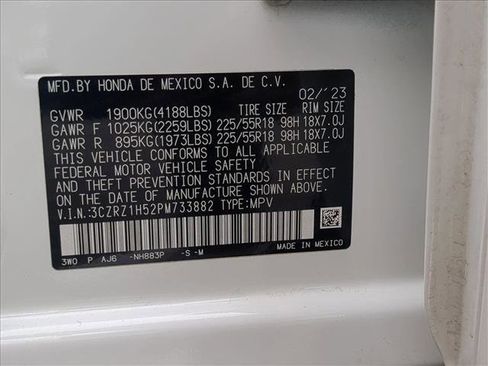 MFD.BY HONDA DE MEXICO S.A. DE C.V.
02/'23
GVWR 1900KG(4188LBS) TIRE SIZE RIM SIZE
GAWR F 1025KG(2259LBS) 225/55R18 98H 18X7.0J
GAWR R 895KG(1973LBS) 225/55R18 98H 18X7.0J
THIS VEHICLE CONFORMS TO ALL APPLICABLE
FEDERAL MOTOR VEHICLE SAFETY
AND THEFT PREVENTION STANDARDS IN EFFECT
ON THE DATE OF MANUFACTURE SHOWN ABOVE.
V.I.N.:3CZRZ1H52PM733882 TYPE:MPV
3W0 P AJ6 -NH883P -S -M MADE IN MEXICO